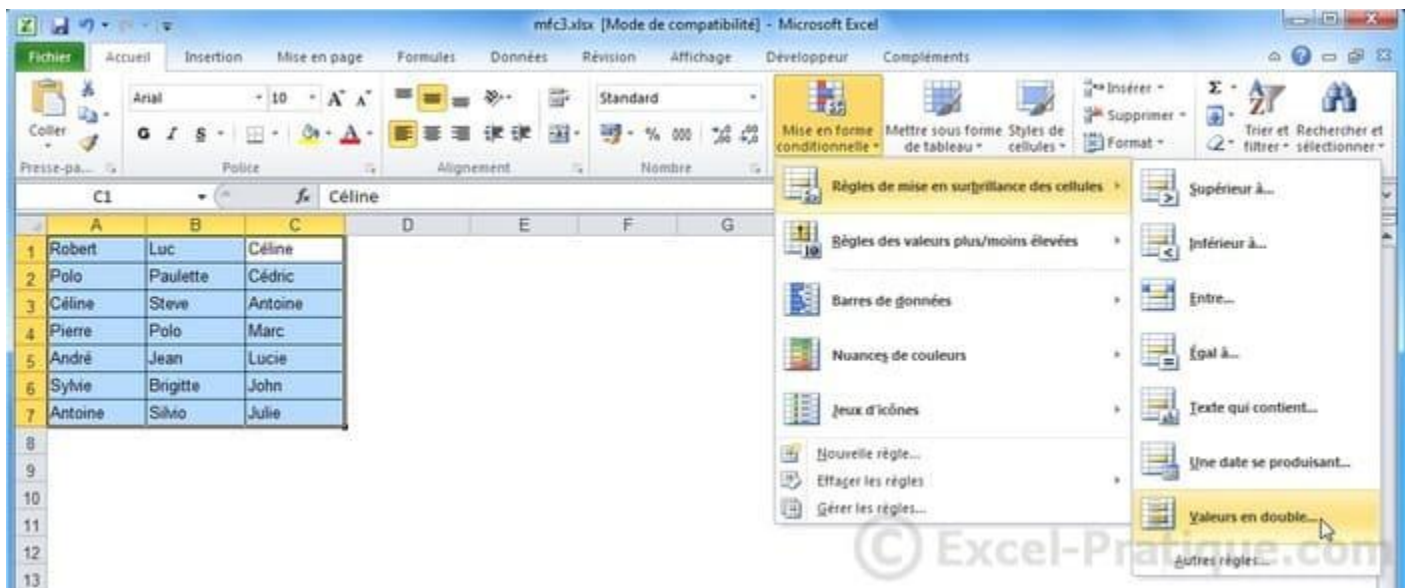 mfc3.xlsx [Mode de compatibilité] - Microsoft Excel
Fichier Accueil Insertion Mise en page Formules Données Révision Affichage Développeur Compléments
Coller
Presse-pa...
Arial 10
G I S
Police
Alignement
Standard
% 000
Nombre
Mise en forme conditionnelle
Mettre sous forme de tableau
Styles de cellules
Insérer
Supprimer
Format
Σ
Trier et filtrer
Rechercher et sélectionner
C1 fx Céline
A B C D E F G
1 Robert Luc Céline
2 Polo Paulette Cédric
3 Céline Steve Antoine
4 Pierre Polo Marc
5 André Jean Lucie
6 Sylvie Brigitte John
7 Antoine Silvio Julie
8
9
10
11
12
13
Règles de mise en surbrillance des cellules
Règles des valeurs plus/moins élevées
Barres de données
Nuances de couleurs
Jeux d'icônes
Nouvelle règle...
Effacer les règles
Gérer les règles...
Supérieur à...
Inférieur à...
Entre...
Égal à...
Texte qui contient...
Une date se produisant...
Valeurs en double...
Autres règles...
© Excel-Pratique.com